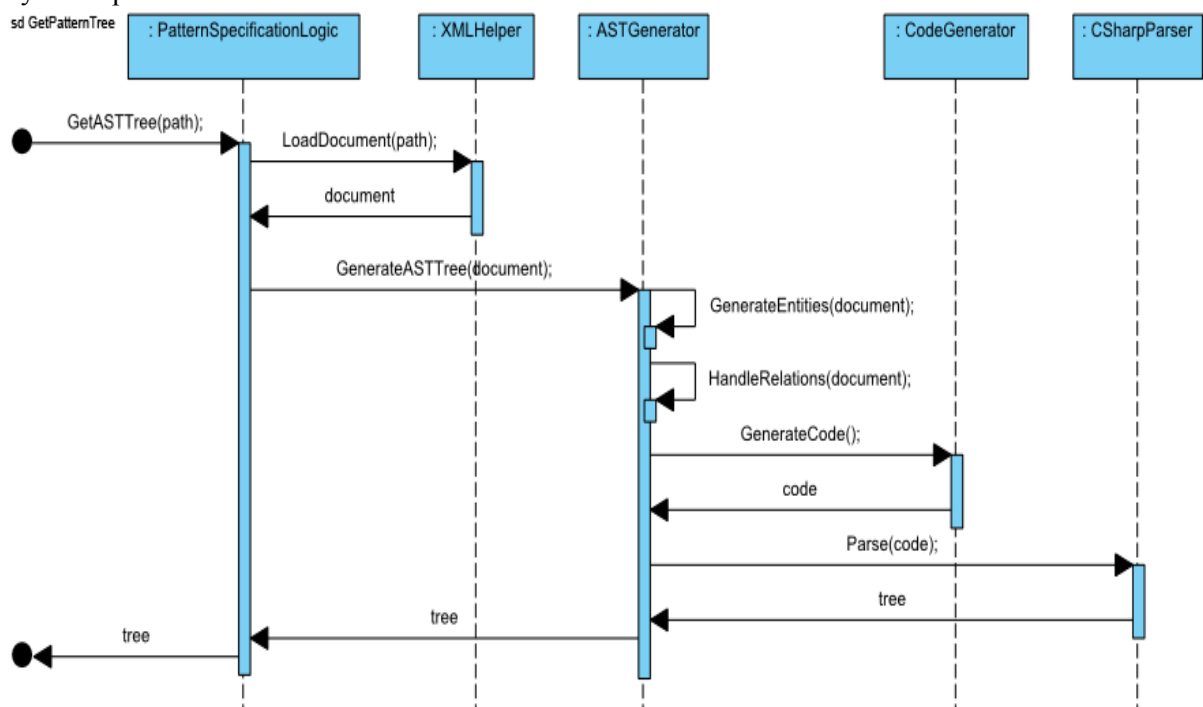 sd GetPatternTree
: PatternSpecificationLogic
: XMLHelper
: ASTGenerator
: CodeGenerator
: CSharpParser
GetASTTree(path);
LoadDocument(path);
document
GenerateASTTree(document);
GenerateEntities(document);
HandleRelations(document);
GenerateCode();
code
Parse(code);
tree
tree
tree